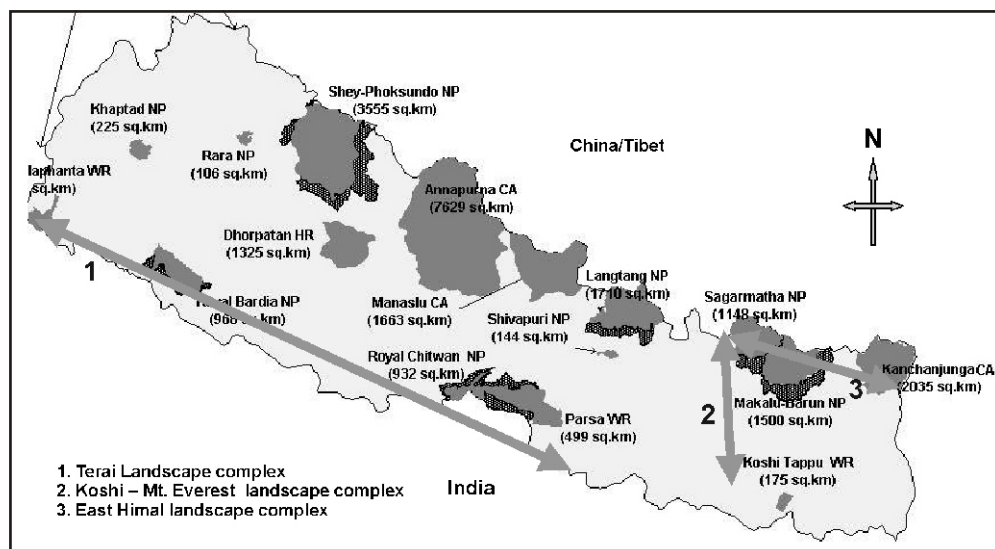 Shey-Phoksundo NP
(3555 sq.km)
Khaptad NP
(225 sq.km)
Rara NP
(106 sq.km)
China/Tibet
N
laphanta WR
sq.km)
Annapurna CA
(7629 sq.km)
Dhorpatan HR
(1325 sq.km)
1
Bardia NP
Manaslu CA
(1663 sq.km)
Langtang NP
(1710 sq.km)
Shivapuri NP
(144 sq.km)
Sagarmatha NP
(1148 sq.km)
Royal Chitwan NP
(932 sq.km)
Kanchanjunga CA
(2035 sq.km)
3
2
Makalu-Barun NP
(1500 sq.km)
Parsa WR
(499 sq.km)
Koshi Tappu WR
(175 sq.km)
India
1. Terai Landscape complex
2. Koshi – Mt. Everest landscape complex
3. East Himal landscape complex